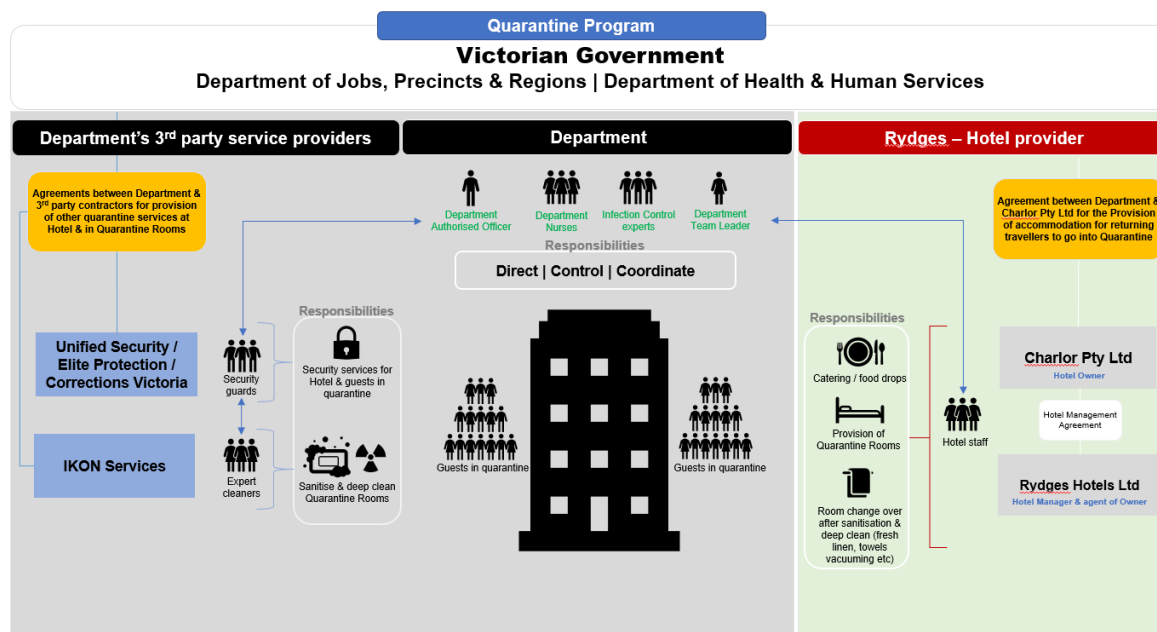 Quarantine Program
Victorian Government
Department of Jobs, Precincts & Regions | Department of Health & Human Services
Department's 3rd party service providers
Department
Rydges – Hotel provider
Agreements between Department &
3rd party contractors for provision
of other quarantine services at
Hotel & in Quarantine Rooms
Department
Authorised Officer
Department
Nurses
Infection Control
experts
Department
Team Leader
Responsibilities
Direct | Control | Coordinate
Agreement between Department &
Charlor Pty Ltd for the Provision
of accommodation for returning
travellers to go into Quarantine
Unified Security /
Elite Protection /
Corrections Victoria
Security
guards
Responsibilities
Security services for
Hotel & guests in
quarantine
IKON Services
Expert
cleaners
Sanitise & deep clean
Quarantine Rooms
Guests in quarantine
Guests in quarantine
Responsibilities
Catering / food drops
Provision of
Quarantine Rooms
Room change over
after sanitisation &
deep clean (fresh
linen, towels
vacuuming etc)
Hotel staff
Charlor Pty Ltd
Hotel Owner
Hotel Management
Agreement
Rydges Hotels Ltd
Hotel Manager & agent of Owner